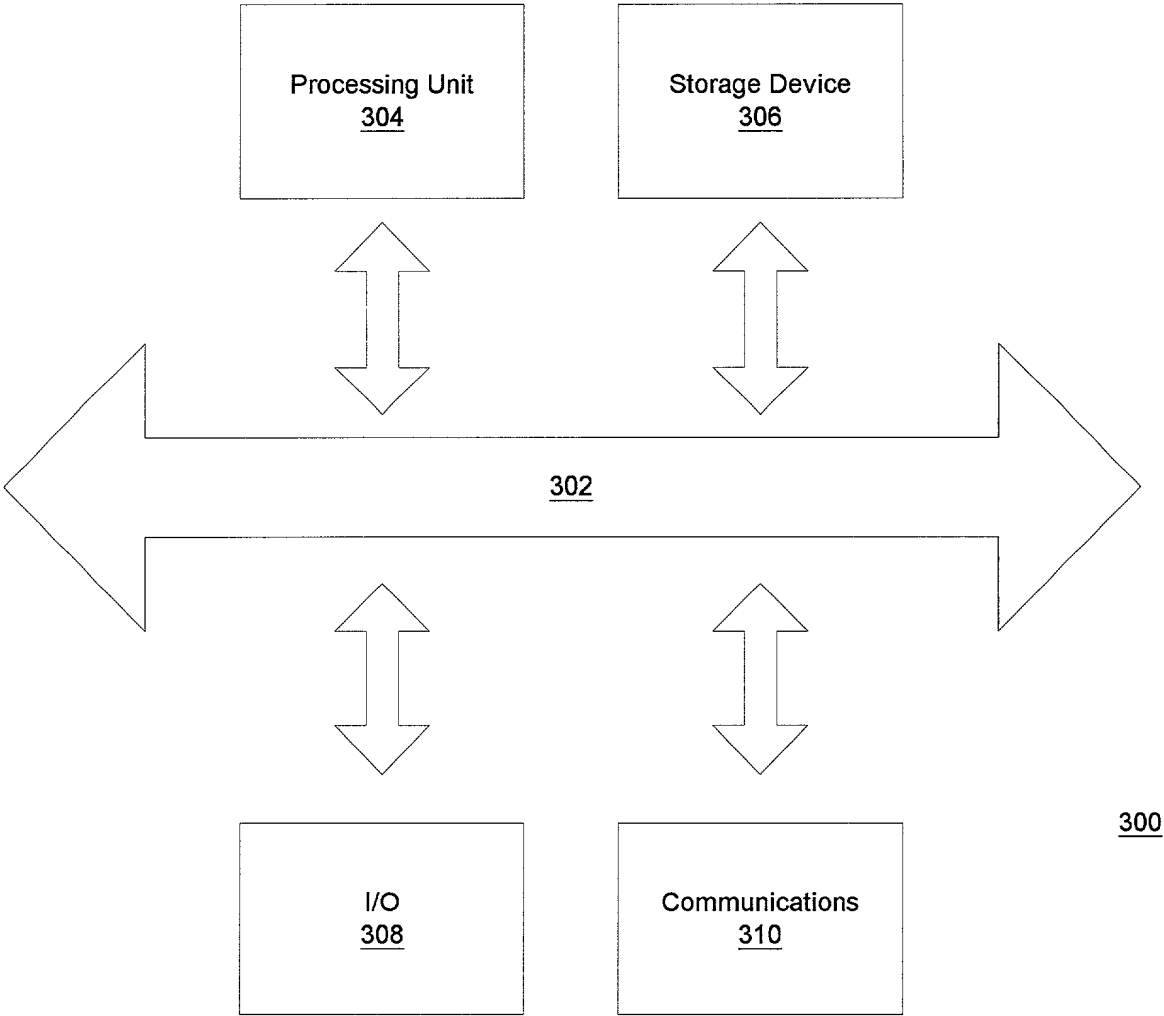 Processing Unit
304
Storage Device
306
302
300
I/O
308
Communications
310